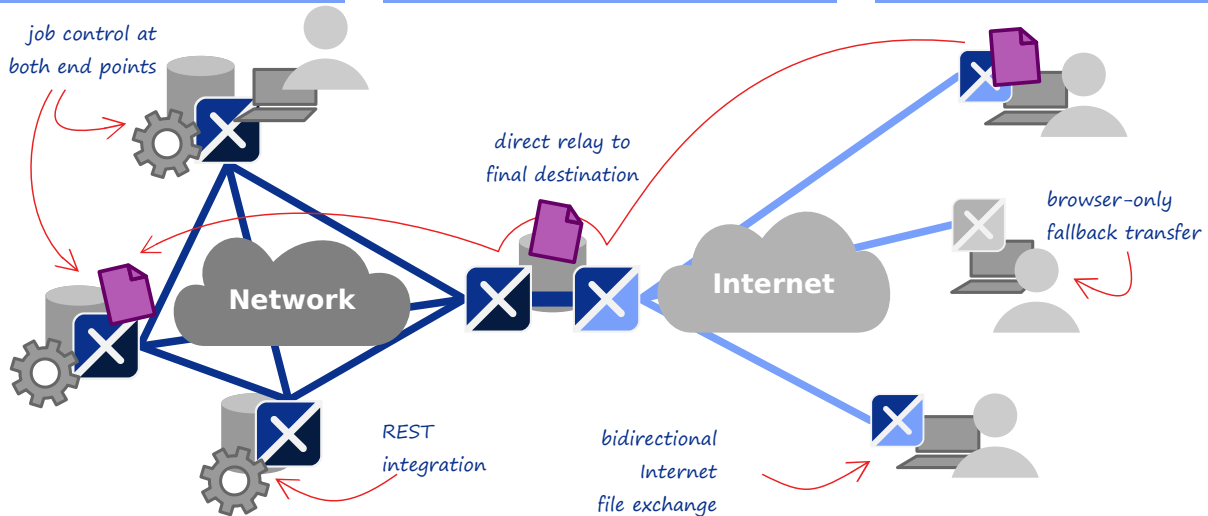 job control at
both end points
direct relay to
final destination
browser-only
fallback transfer
Network
Internet
REST
integration
bidirectional
Internet
file exchange